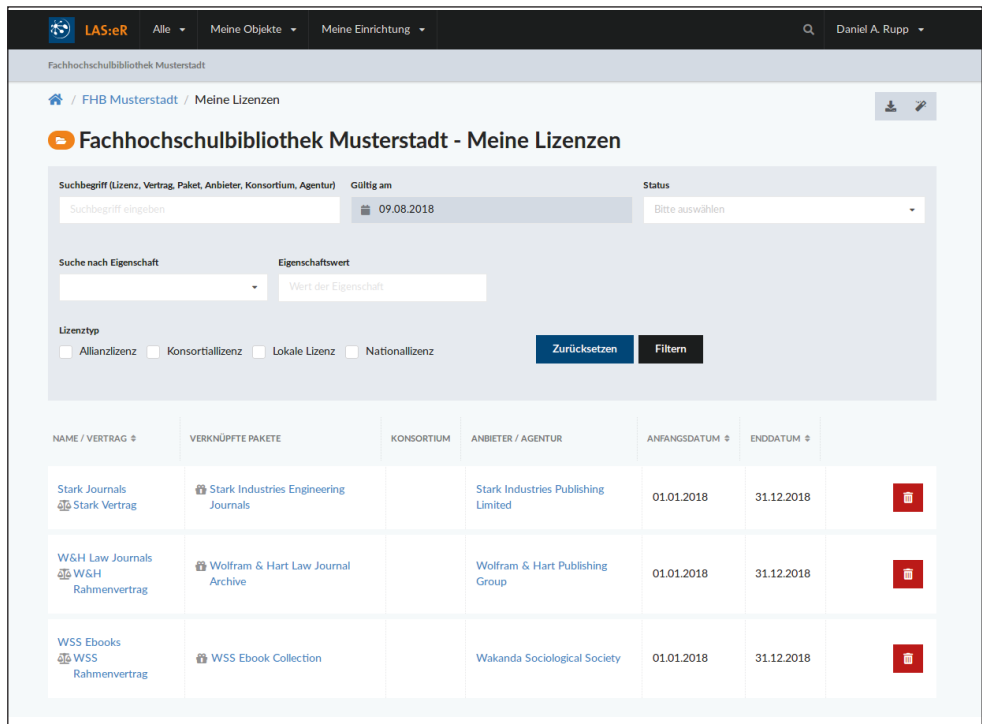 LAS:eR Alle Meine Objekte Meine Einrichtung Daniel A. Rupp
Fachhochschulbibliothek Musterstadt
/ FHB Musterstadt / Meine Lizenzen
Fachhochschulbibliothek Musterstadt - Meine Lizenzen
Suchbegriff (Lizenz, Vertrag, Paket, Anbieter, Konsortium, Agentur) Gültig am Status
Suchbegriff eingeben 09.08.2018 Bitte auswählen
Suche nach Eigenschaft Eigenschaftswert
Wert der Eigenschaft
Lizenztyp
Allianzlizenz Konsortiallizenz Lokale Lizenz Nationallizenz Zurücksetzen Filtern
NAME / VERTRAG VERKNÜPFTE PAKETE KONSORTIUM ANBIETER / AGENTUR ANFANGSDATUM ENDDATUM
Stark Journals Stark Industries Engineering Stark Industries Publishing
Stark Vertrag Journals Limited 01.01.2018 31.12.2018
W&H Law Journals
W&H Wolfram & Hart Law Journal Wolfram & Hart Publishing 01.01.2018 31.12.2018
Rahmenvertrag Archive Group
WSS Ebooks
WSS WSS Ebook Collection Wakanda Sociological Society 01.01.2018 31.12.2018
Rahmenvertrag